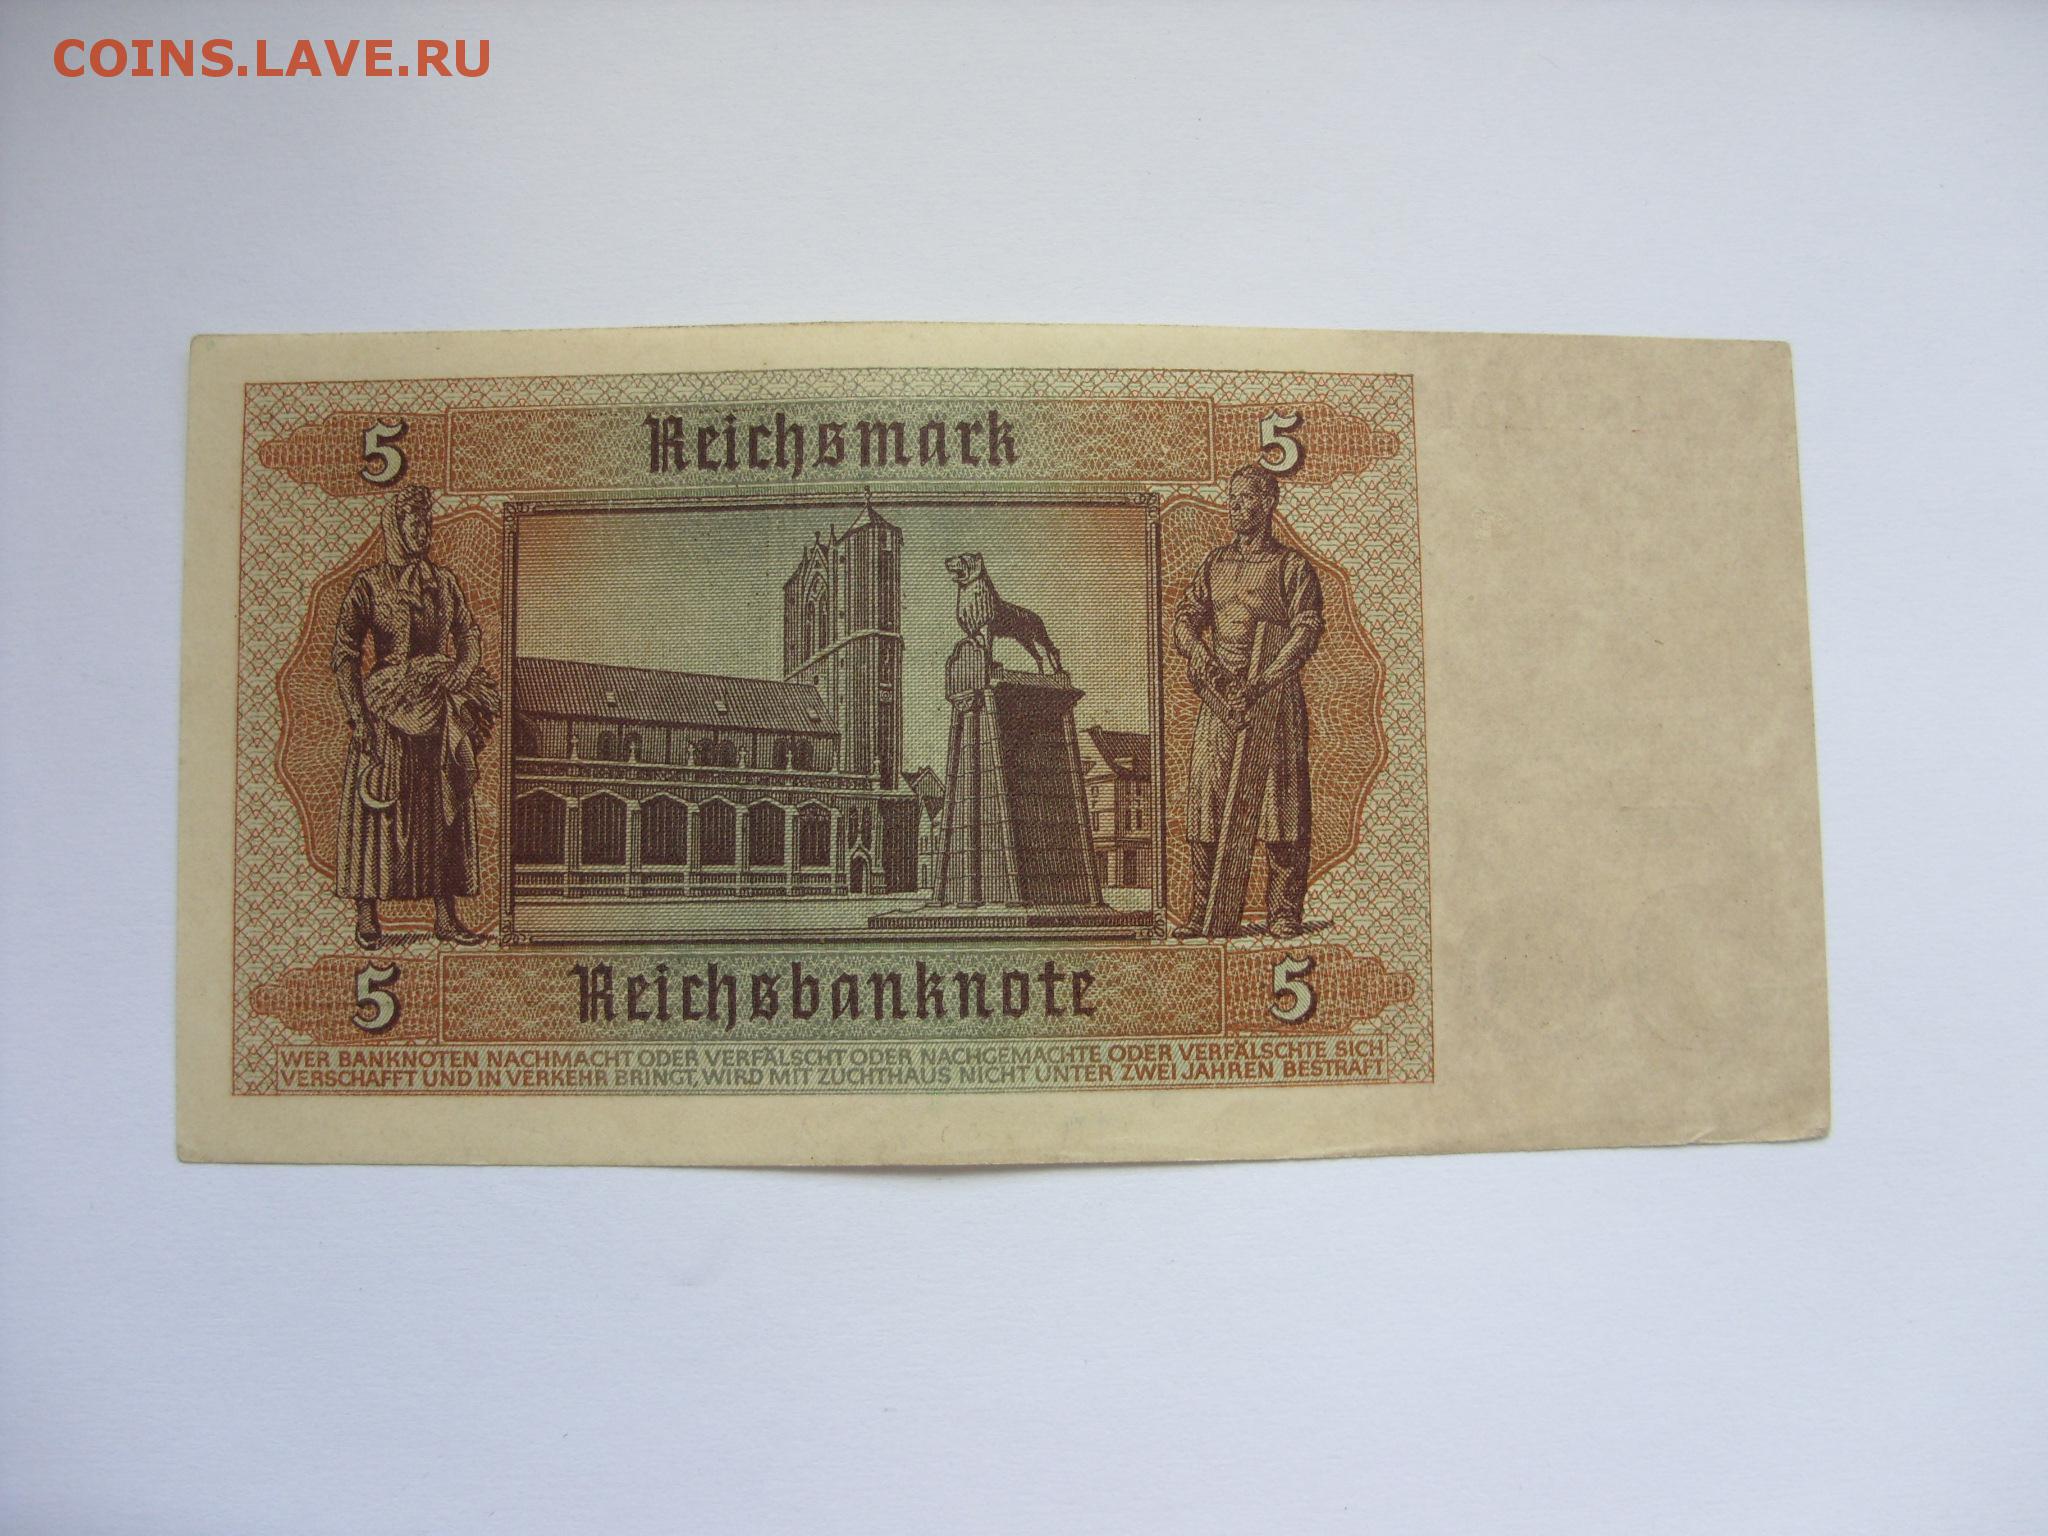 COINS.LAVE.RU
5 Reichsmark 5
5 Reichsbanknote 5
WER BANKNOTEN NACHMACHT ODER VERFÄLSCHT ODER NACHGEMACHTE ODER VERFÄLSCHTE SICH
VERSCHAFFT UND IN VERKEHR BRINGT, WIRD MIT ZUCHTHAUS NICHT UNTER ZWEI JAHREN BESTRAFT